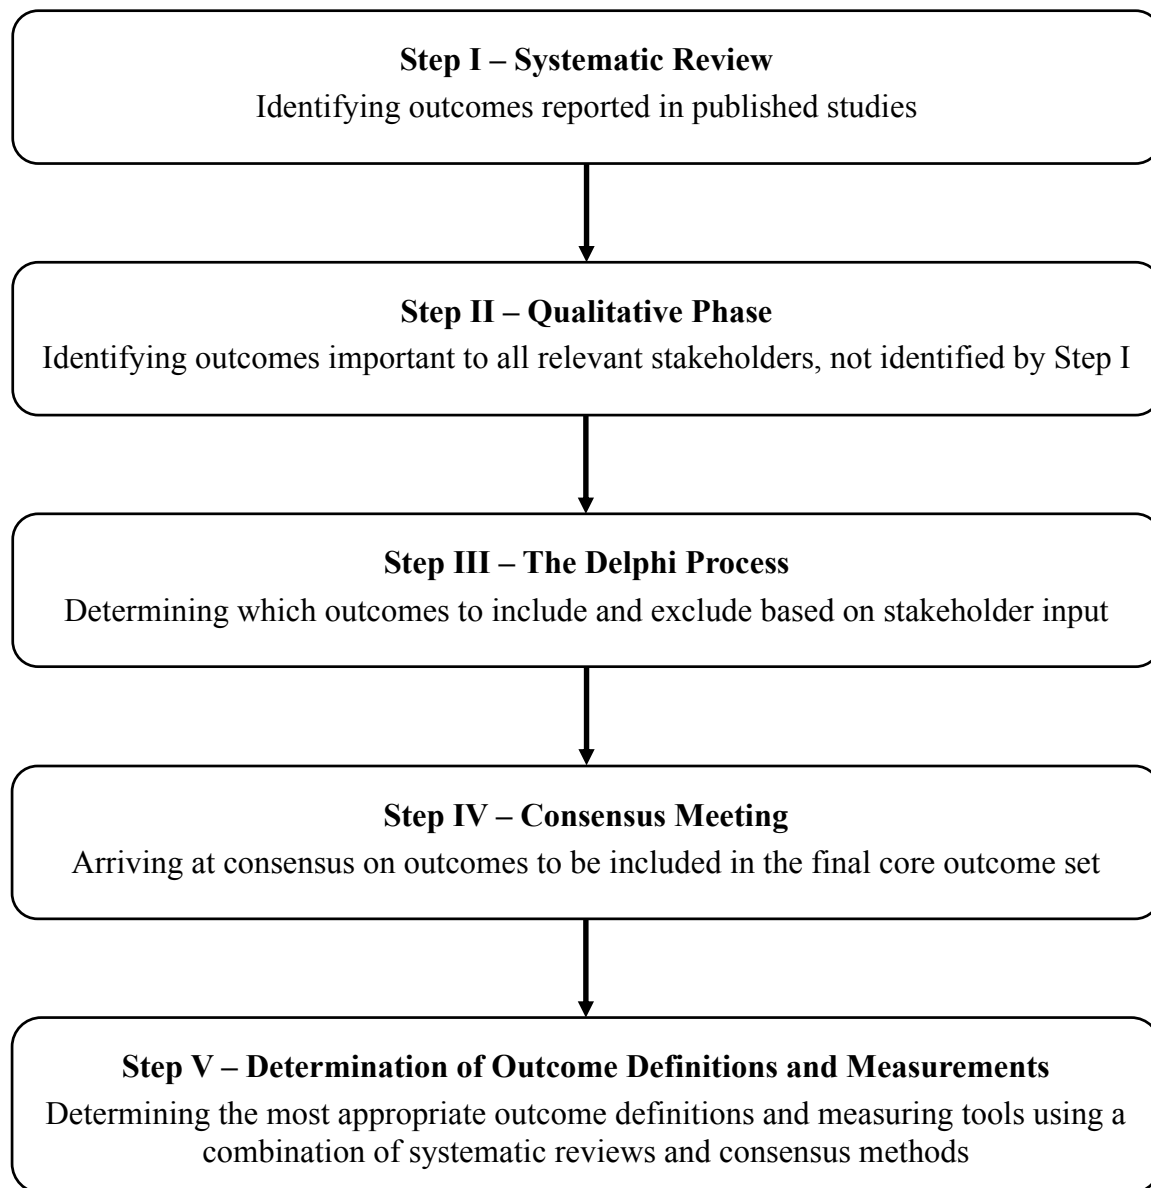 Step I – Systematic Review
Identifying outcomes reported in published studies
Step II – Qualitative Phase
Identifying outcomes important to all relevant stakeholders, not identified by Step I
Step III – The Delphi Process
Determining which outcomes to include and exclude based on stakeholder input
Step IV – Consensus Meeting
Arriving at consensus on outcomes to be included in the final core outcome set
Step V – Determination of Outcome Definitions and Measurements
Determining the most appropriate outcome definitions and measuring tools using a
combination of systematic reviews and consensus methods